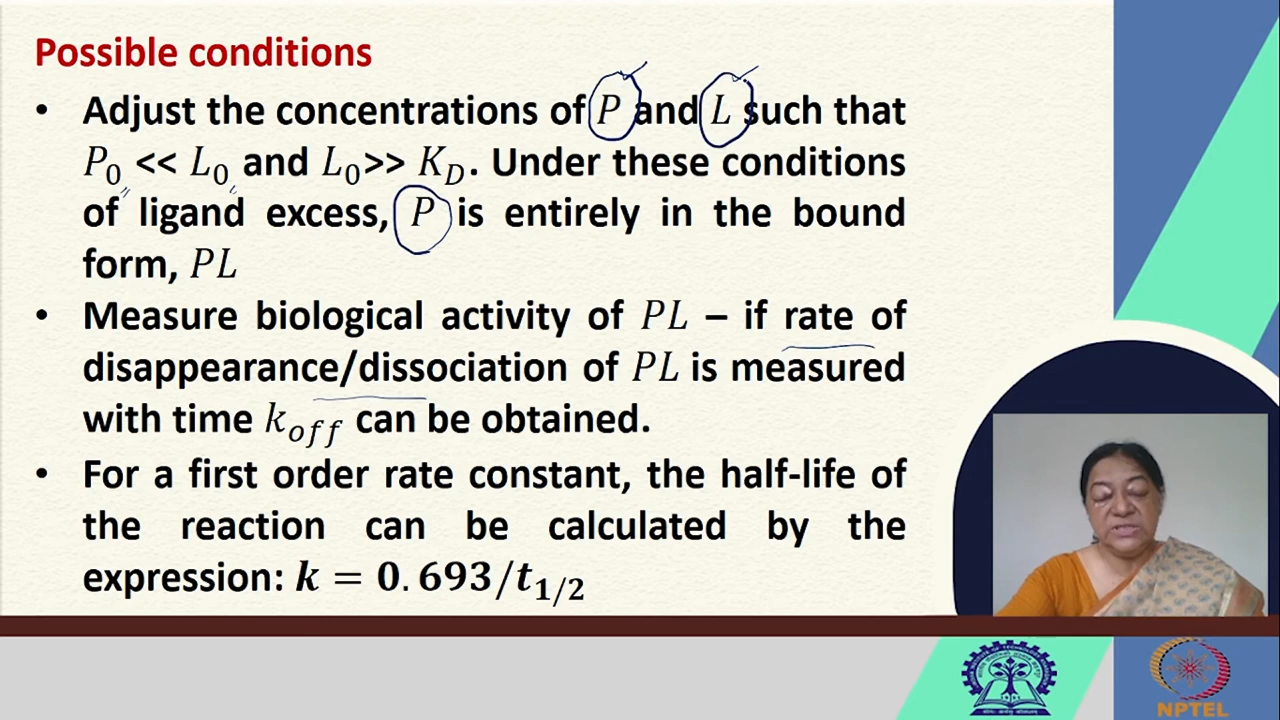 Possible conditions
• Adjust the concentrations of P and L such that
P₀ << L₀ and L₀>> K_D. Under these conditions
of ligand excess, P is entirely in the bound
form, PL
• Measure biological activity of PL – if rate of
disappearance/dissociation of PL is measured
with time k_off can be obtained.
• For a first order rate constant, the half-life of
the reaction can be calculated by the
expression: k = 0.693/t₁/₂
NPTEL